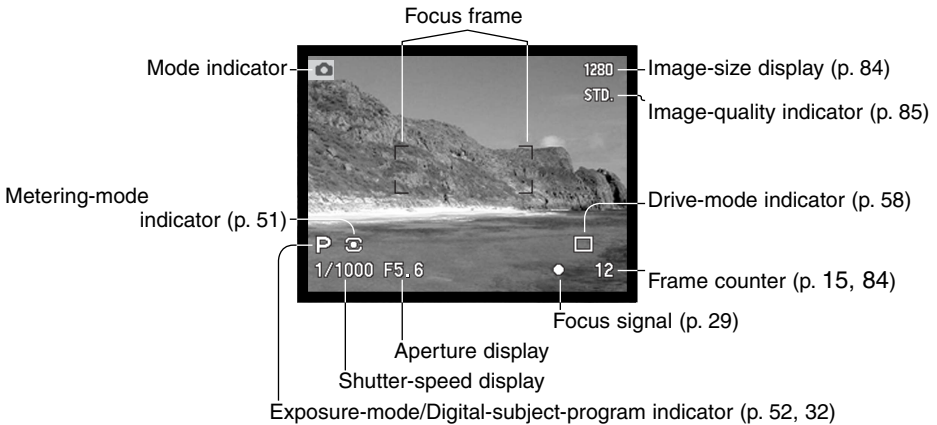 Focus frame
Mode indicator
1280
Image-size display (p. 84)
STD.
Image-quality indicator (p. 85)
Metering-mode
indicator (p. 51)
Drive-mode indicator (p. 58)
P
1/1000 F5.6
12
Frame counter (p. 15, 84)
Focus signal (p. 29)
Aperture display
Shutter-speed display
Exposure-mode/Digital-subject-program indicator (p. 52, 32)